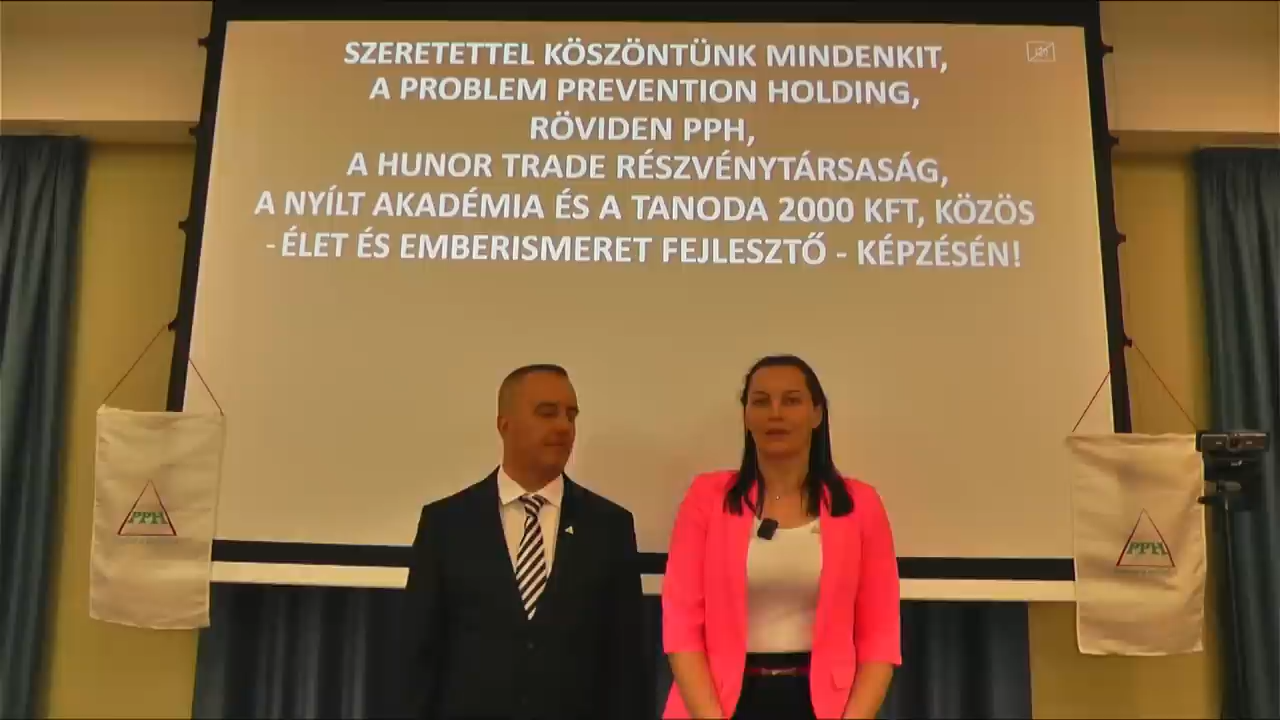 SZERETETTEL KÖSZÖNTÜNK MINDENKIT,
A PROBLEM PREVENTION HOLDING,
RÖVIDEN PPH,
A HUNOR TRADE RÉSZVÉNYTÁRSASÁG,
A NYÍLT AKADÉMIA ÉS A TANODA 2000 KFT, KÖZÖS
- ÉLET ÉS EMBERISMERET FEJLESZTŐ - KÉPZÉSÉN!
PPH
PPH